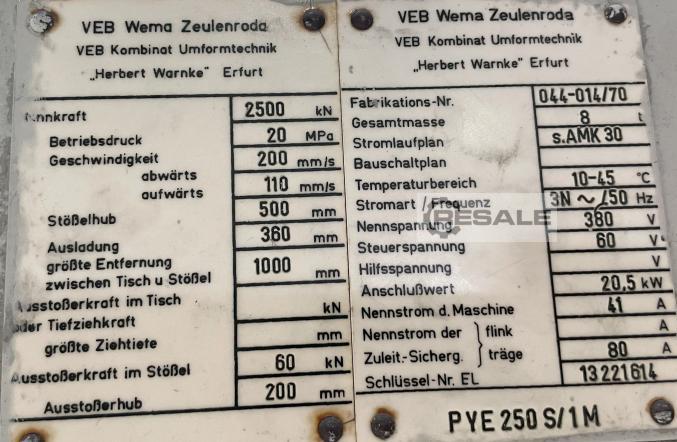 VEB Wema Zeulenroda
VEB Kombinat Umformtechnik
„Herbert Warnke" Erfurt
Nennkraft 2500 kN
Betriebsdruck 20 MPa
Geschwindigkeit
abwärts 200 mm/s
aufwärts 110 mm/s
Stößelhub 500 mm
Ausladung 360 mm
größte Entfernung
zwischen Tisch u Stößel 1000 mm
Ausstoßerkraft im Tisch
oder Tiefziehkraft kN
größte Ziehtiefe mm
Ausstoßerkraft im Stößel 60 kN
Ausstoßerhub 200 mm
VEB Wema Zeulenroda
VEB Kombinat Umformtechnik
„Herbert Warnke" Erfurt
Fabrikations-Nr. 044-014/70
Gesamtmasse 8 t
Stromlaufplan s.AMK 30
Bauschaltplan
Temperaturbereich 10-45 °C
Stromart / Frequenz 3N ~ /50 Hz
Nennspannung 380 V
Steuerspannung 60 V
Hilfsspannung V
Anschlußwert 20,5 kW
Nennstrom d. Maschine 41 A
Nennstrom der flink A
Zuleit.-Sicherg. träge 80 A
Schlüssel-Nr. EL 13221614
PYE 250 S/1M
RESALE